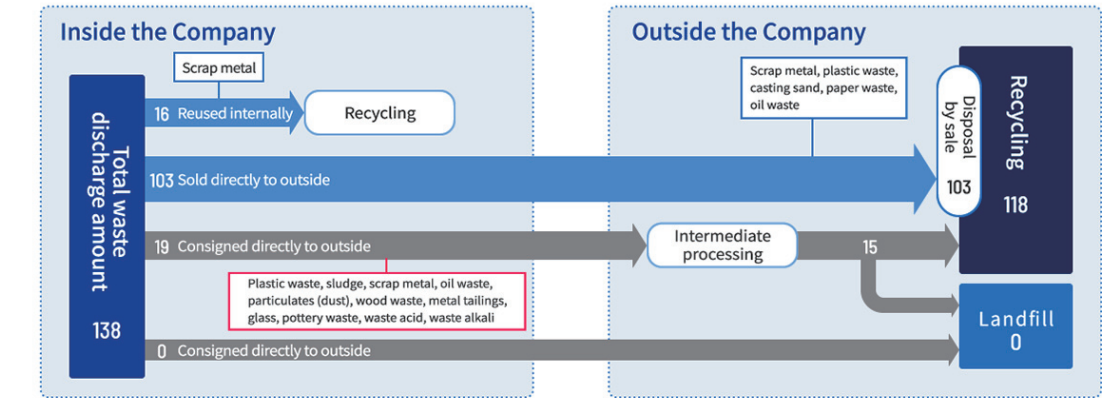 Inside the Company
Scrap metal
16 Reused internally
Recycling
Total waste
discharge amount
138
103 Sold directly to outside
19 Consigned directly to outside
Plastic waste, sludge, scrap metal, oil waste,
particulates (dust), wood waste, metal tailings,
glass, pottery waste, waste acid, waste alkali
0 Consigned directly to outside
Outside the Company
Scrap metal, plastic waste,
casting sand, paper waste,
oil waste
Disposal
by sale
103
Recycling
118
Intermediate
processing
15
Landfill
0